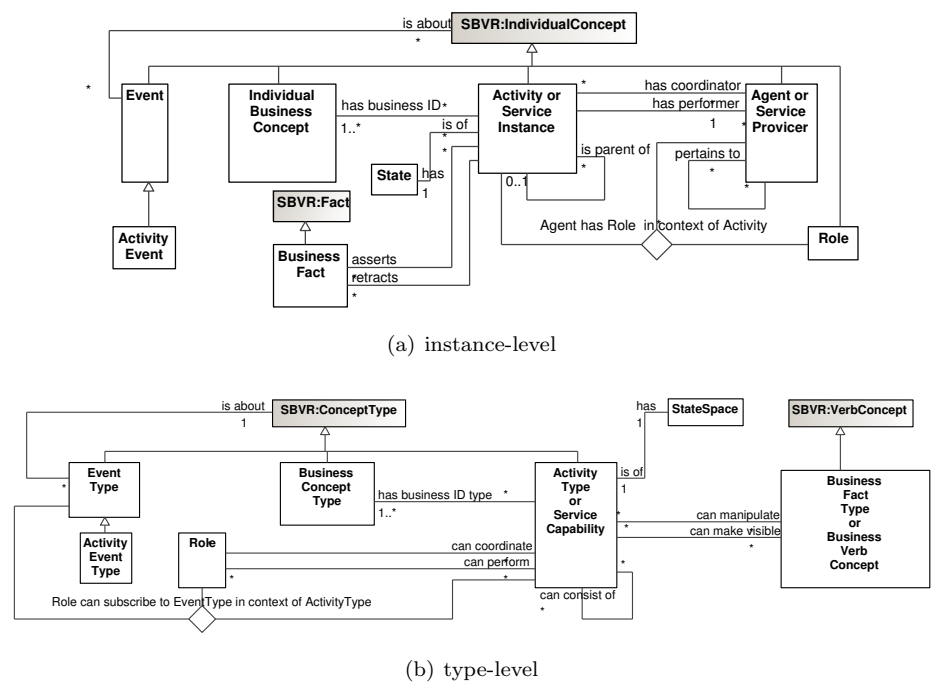 is about
SBVR:IndividualConcept
*
*
Event
Individual
Business
Concept
Activity or
Service
Instance
Agent or
Service
Provicer
has business ID
*
1..*
is of
*
*
State
has
1
*
has coordinator
has performer
*
1
*
is parent of
*
pertains to
*
*
0..1
SBVR:Fact
Activity
Event
Business
Fact
asserts
*
retracts
*
Agent has Role in context of Activity
*
Role
(a) instance-level
is about
1
SBVR:ConceptType
has
1
StateSpace
SBVR:VerbConcept
Event
Type
*
Business
Concept
Type
Activity
Type
or
Service
Capability
is of
1
Business
Fact
Type
or
Business
Verb
Concept
has business ID type
*
1..*
*
can manipulate
*
can make visible
*
*
Activity
Event
Type
Role
can coordinate
*
can perform
*
*
*
can consist of
*
Role can subscribe to EventType in context of ActivityType
(b) type-level